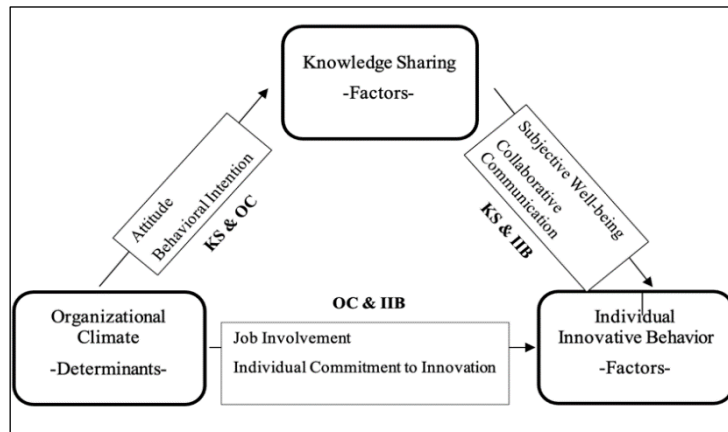 Knowledge Sharing
-Factors-
Attitude
Behavioral Intention
KS & OC
Subjective Well-being
Collaborative
Communication
KS & IIB
Organizational
Climate
-Determinants-
OC & IIB
Job Involvement
Individual Commitment to Innovation
Individual
Innovative Behavior
-Factors-